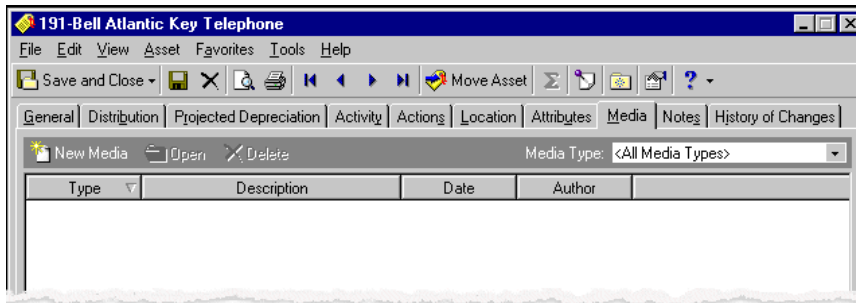 191-Bell Atlantic Key Telephone
File Edit View Asset Favorites Tools Help
Save and Close Move Asset Σ ?
General Distribution Projected Depreciation Activity Actions Location Attributes Media Notes History of Changes
New Media Open Delete Media Type: <All Media Types>
Type Description Date Author